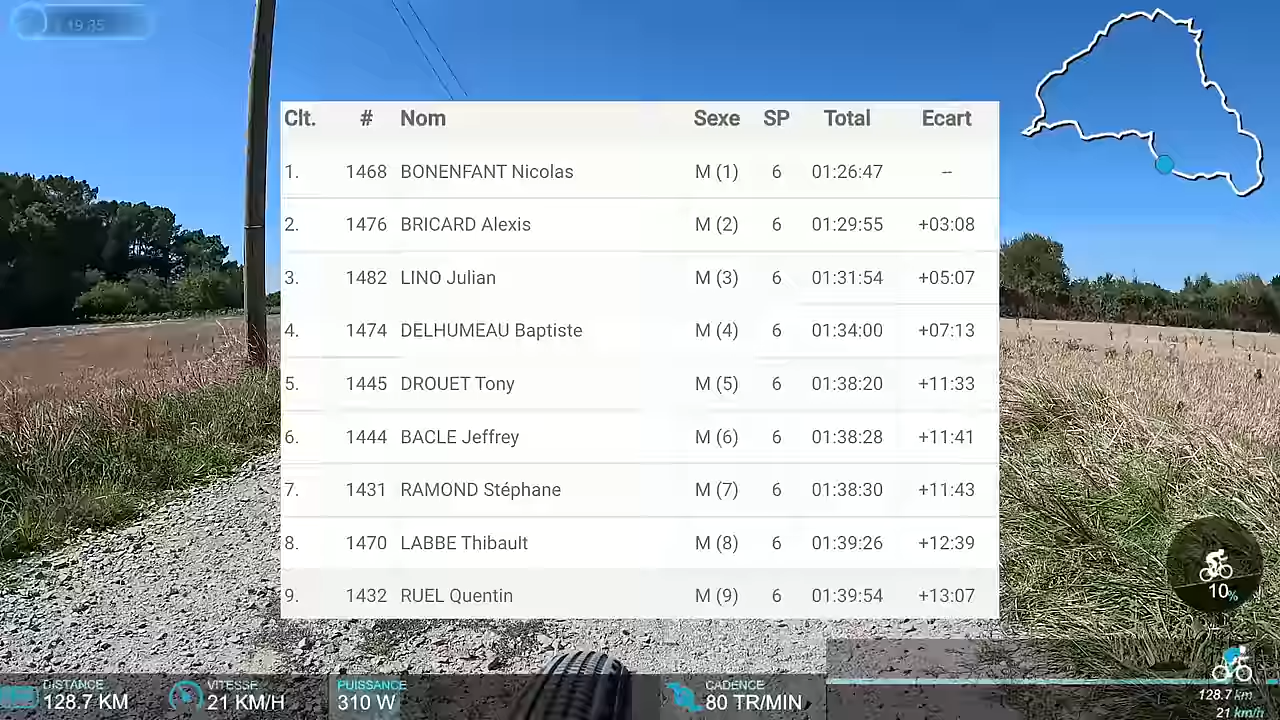 Clt. # Nom Sexe SP Total Ecart
1. 1468 BONENFANT Nicolas M (1) 6 01:26:47 --
2. 1476 BRICARD Alexis M (2) 6 01:29:55 +03:08
3. 1482 LINO Julian M (3) 6 01:31:54 +05:07
4. 1474 DELHUMEAU Baptiste M (4) 6 01:34:00 +07:13
5. 1445 DROUET Tony M (5) 6 01:38:20 +11:33
6. 1444 BACLE Jeffrey M (6) 6 01:38:28 +11:41
7. 1431 RAMOND Stéphane M (7) 6 01:38:30 +11:43
8. 1470 LABBE Thibault M (8) 6 01:39:26 +12:39
9. 1432 RUEL Quentin M (9) 6 01:39:54 +13:07
10%
DISTANCE VITESSE PUISSANCE CADENCE
128.7 KM 21 KM/H 310 W 80 TR/MIN
128.7 km
21 km/h